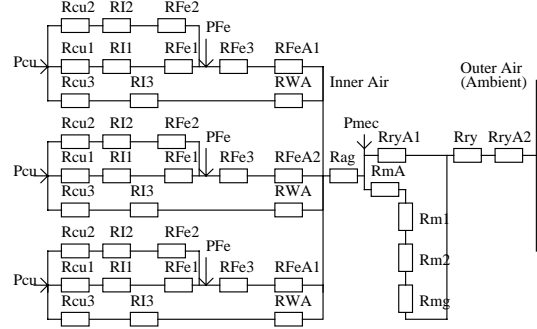 Rcu2 RI2 RFe2
PFe
Rcu1 RI1 RFe1 RFe3 RFeA1
Pcu
Rcu3 RI3 RWA
Inner Air
Outer Air
(Ambient)
Pmec
Rcu2 RI2 RFe2
PFe
RryA1 Rry RryA2
Rcu1 RI1 RFe1 RFe3 RFeA2 Rag
Pcu
RmA
Rcu3 RI3 RWA
Rm1
Rcu2 RI2 RFe2
PFe
Rm2
Rcu1 RI1 RFe1 RFe3 RFeA1
Pcu
Rcu3 RI3 RWA
Rmg